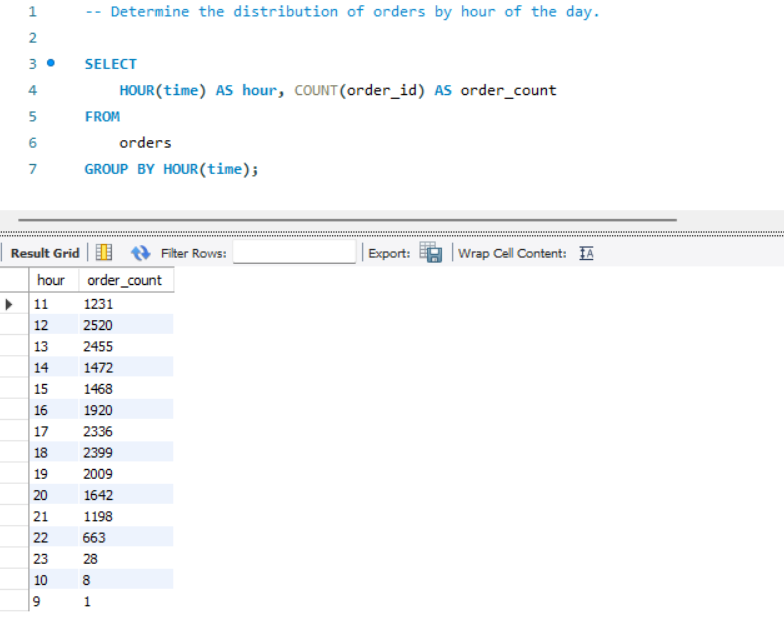 1 -- Determine the distribution of orders by hour of the day.
2
3 SELECT
4 HOUR(time) AS hour, COUNT(order_id) AS order_count
5 FROM
6 orders
7 GROUP BY HOUR(time);
Result Grid Filter Rows: Export: Wrap Cell Content: IA
hour order_count
11 1231
12 2520
13 2455
14 1472
15 1468
16 1920
17 2336
18 2399
19 2009
20 1642
21 1198
22 663
23 28
10 8
9 1